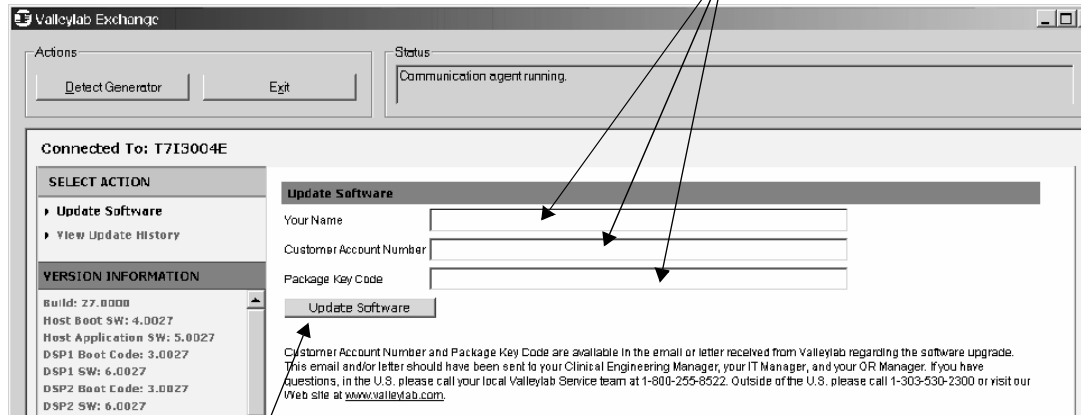 Valleylab Exchange
Actions
Detect Generator
Exit
Status
Communication agent running.
Connected To: T7I3004E
SELECT ACTION
Update Software
View Update History
VERSION INFORMATION
Build: 27.0000
Host Boot SW: 4.0027
Host Application SW: 5.0027
DSP1 Boot Code: 3.0027
DSP1 SW: 6.0027
DSP2 Boot Code: 3.0027
DSP2 SW: 6.0027
Update Software
Your Name
Customer Account Number
Package Key Code
Update Software
Customer Account Number and Package Key Code are available in the email or letter received from Valleylab regarding the software upgrade.
This email and/or letter should have been sent to your Clinical Engineering Manager, your IT Manager, and your OR Manager. If you have
questions, in the U.S. please call your local Valleylab Service team at 1-800-255-8522. Outside of the U.S. please call 1-303-530-2300 or visit our
Web site at www.valleylab.com.